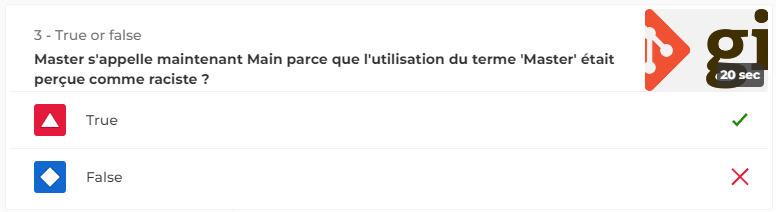 3 - True or false
Master s'appelle maintenant Main parce que l'utilisation du terme 'Master' était
perçue comme raciste ?
gi
20 sec
True
False